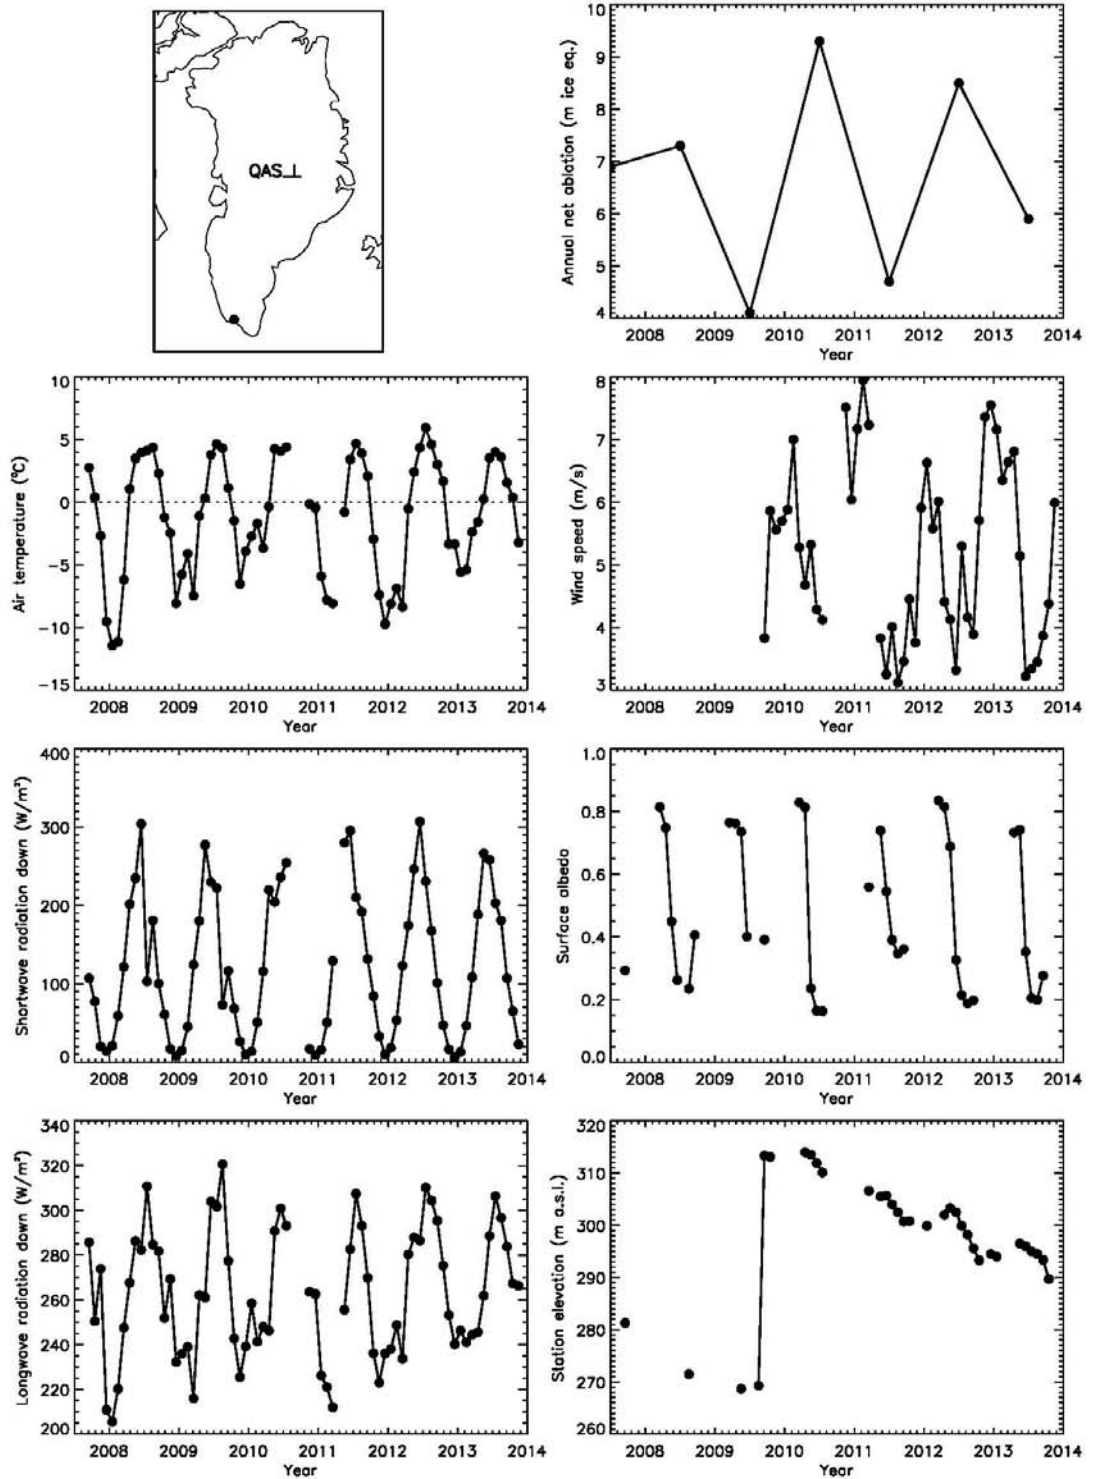 QAS_L
10
9
8
7
6
5
4
Annual net ablation (m ice eq.)
2008 2009 2010 2011 2012 2013 2014
Year
10
5
0
−5
−10
−15
Air temperature (°C)
2008 2009 2010 2011 2012 2013 2014
Year
8
7
6
5
4
3
Wind speed (m/s)
2008 2009 2010 2011 2012 2013 2014
Year
400
300
200
100
0
Shortwave radiation down (W/m²)
2008 2009 2010 2011 2012 2013 2014
Year
1.0
0.8
0.6
0.4
0.2
0.0
Surface albedo
2008 2009 2010 2011 2012 2013 2014
Year
340
320
300
280
260
240
220
200
Longwave radiation down (W/m²)
2008 2009 2010 2011 2012 2013 2014
Year
320
310
300
290
280
270
260
Station elevation (m a.s.l.)
2008 2009 2010 2011 2012 2013 2014
Year